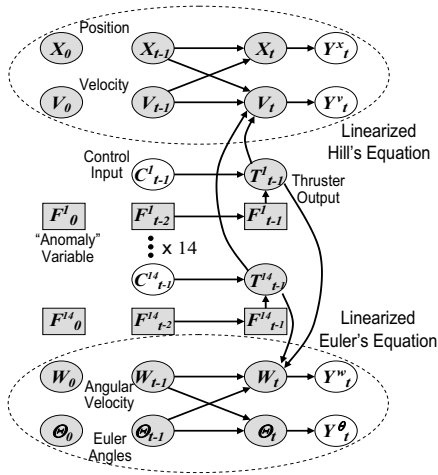 Position
X₀ Xₜ₋₁ Xₜ Yˣₜ
Velocity
V₀ Vₜ₋₁ Vₜ Yᵛₜ
Linearized
Hill's Equation
Control
Input
C¹ₜ₋₁ T¹ₜ₋₁
Thruster
Output
F¹₀ F¹ₜ₋₂ F¹ₜ₋₁
"Anomaly"
Variable
x 14
C¹⁴ₜ₋₁ T¹⁴ₜ₋₁
F¹⁴₀ F¹⁴ₜ₋₂ F¹⁴ₜ₋₁
Linearized
Euler's Equation
W₀ Wₜ₋₁ Wₜ Yʷₜ
Angular
Velocity
Θ₀ Θₜ₋₁ Θₜ Y^θₜ
Euler
Angles